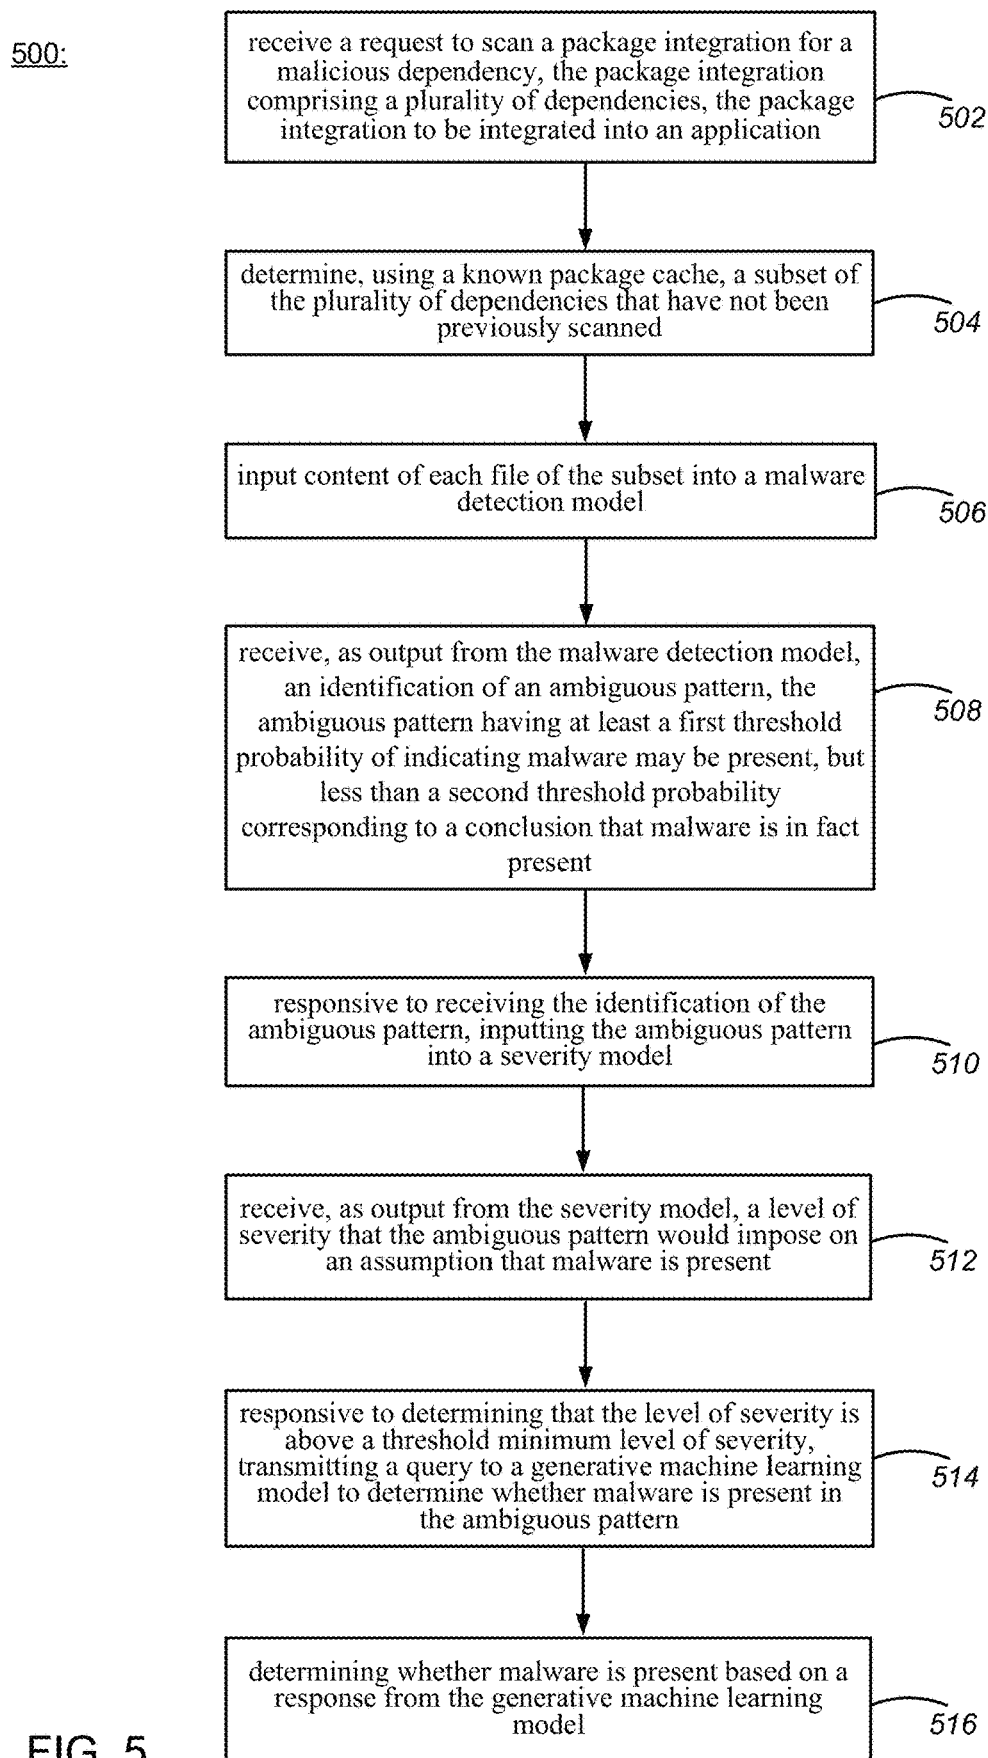 500:
receive a request to scan a package integration for a
malicious dependency, the package integration
comprising a plurality of dependencies, the package
integration to be integrated into an application
502
determine, using a known package cache, a subset of
the plurality of dependencies that have not been
previously scanned
504
input content of each file of the subset into a malware
detection model
506
receive, as output from the malware detection model,
an identification of an ambiguous pattern, the
ambiguous pattern having at least a first threshold
probability of indicating malware may be present, but
less than a second threshold probability
corresponding to a conclusion that malware is in fact
present
508
responsive to receiving the identification of the
ambiguous pattern, inputting the ambiguous pattern
into a severity model
510
receive, as output from the severity model, a level of
severity that the ambiguous pattern would impose on
an assumption that malware is present
512
responsive to determining that the level of severity is
above a threshold minimum level of severity,
transmitting a query to a generative machine learning
model to determine whether malware is present in
the ambiguous pattern
514
determining whether malware is present based on a
response from the generative machine learning
model
516
FIG. 5